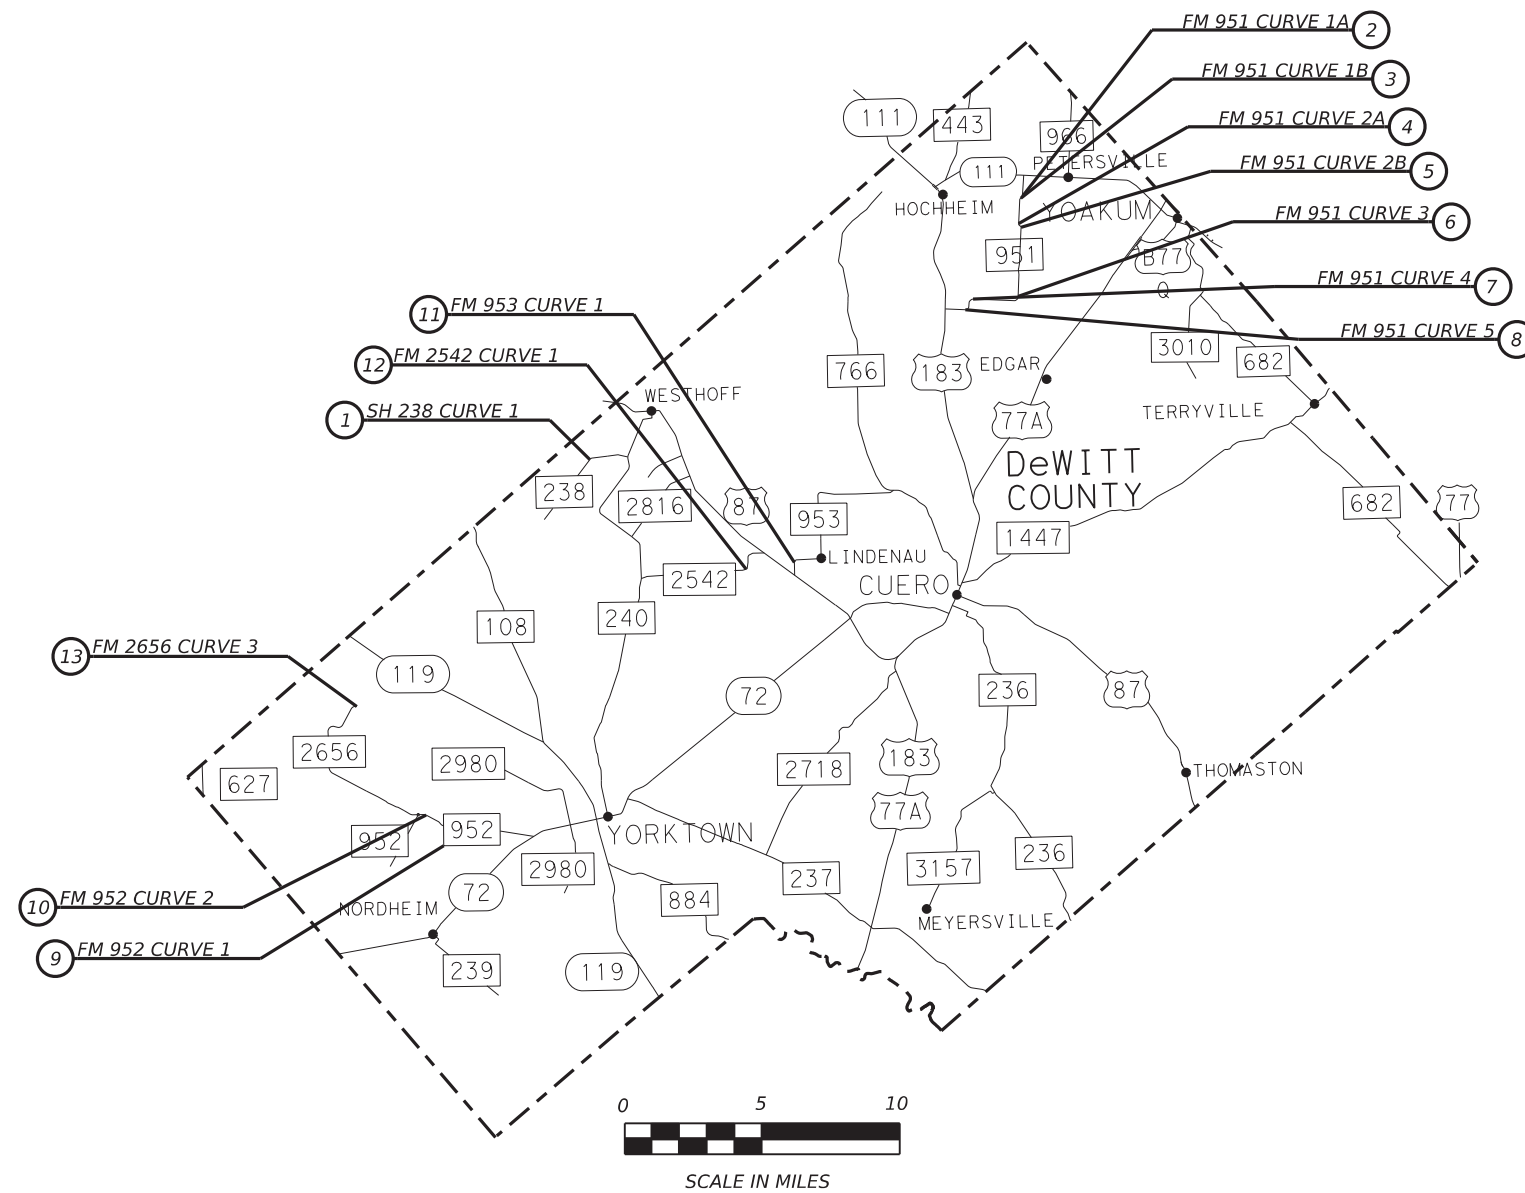 FM 951 CURVE 1A 2
FM 951 CURVE 1B 3
FM 951 CURVE 2A 4
FM 951 CURVE 2B 5
FM 951 CURVE 3 6
FM 951 CURVE 4 7
FM 951 CURVE 5 8
111
443
966
PETERSVILLE
111
HOCHHEIM
YOAKUM
951
B77
Q
11 FM 953 CURVE 1
12 FM 2542 CURVE 1
1 SH 238 CURVE 1
766
183
EDGAR
3010
682
WESTHOFF
77A
TERRYVILLE
DeWITT
COUNTY
238
2816
87
953
682
77
1447
LINDENAU
2542
CUERO
240
108
13 FM 2656 CURVE 3
119
72
236
87
2656
2980
2718
183
THOMASTON
627
77A
952
952
YORKTOWN
2980
237
3157
236
72
884
10 FM 952 CURVE 2
NORDHEIM
MEYERSVILLE
9 FM 952 CURVE 1
239
119
0 5 10
SCALE IN MILES